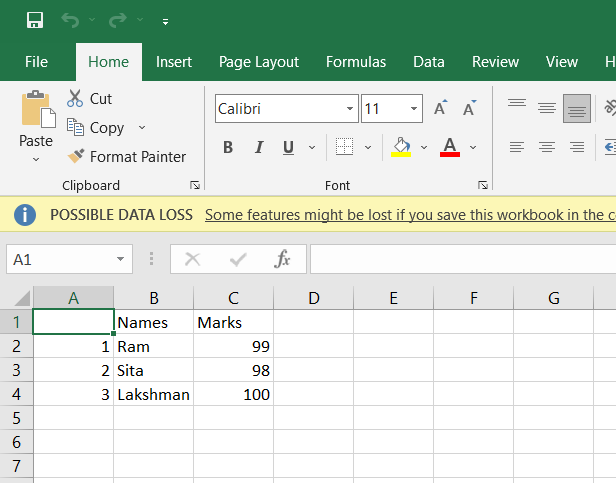 File Home Insert Page Layout Formulas Data Review View H
Paste
Cut
Copy
Format Painter
Clipboard
Calibri 11 A A
B I U A
Font
POSSIBLE DATA LOSS Some features might be lost if you save this workbook in the c
A1 fx
A B C D E F G
1 Names Marks
2 1 Ram 99
3 2 Sita 98
4 3 Lakshman 100
5
6
7